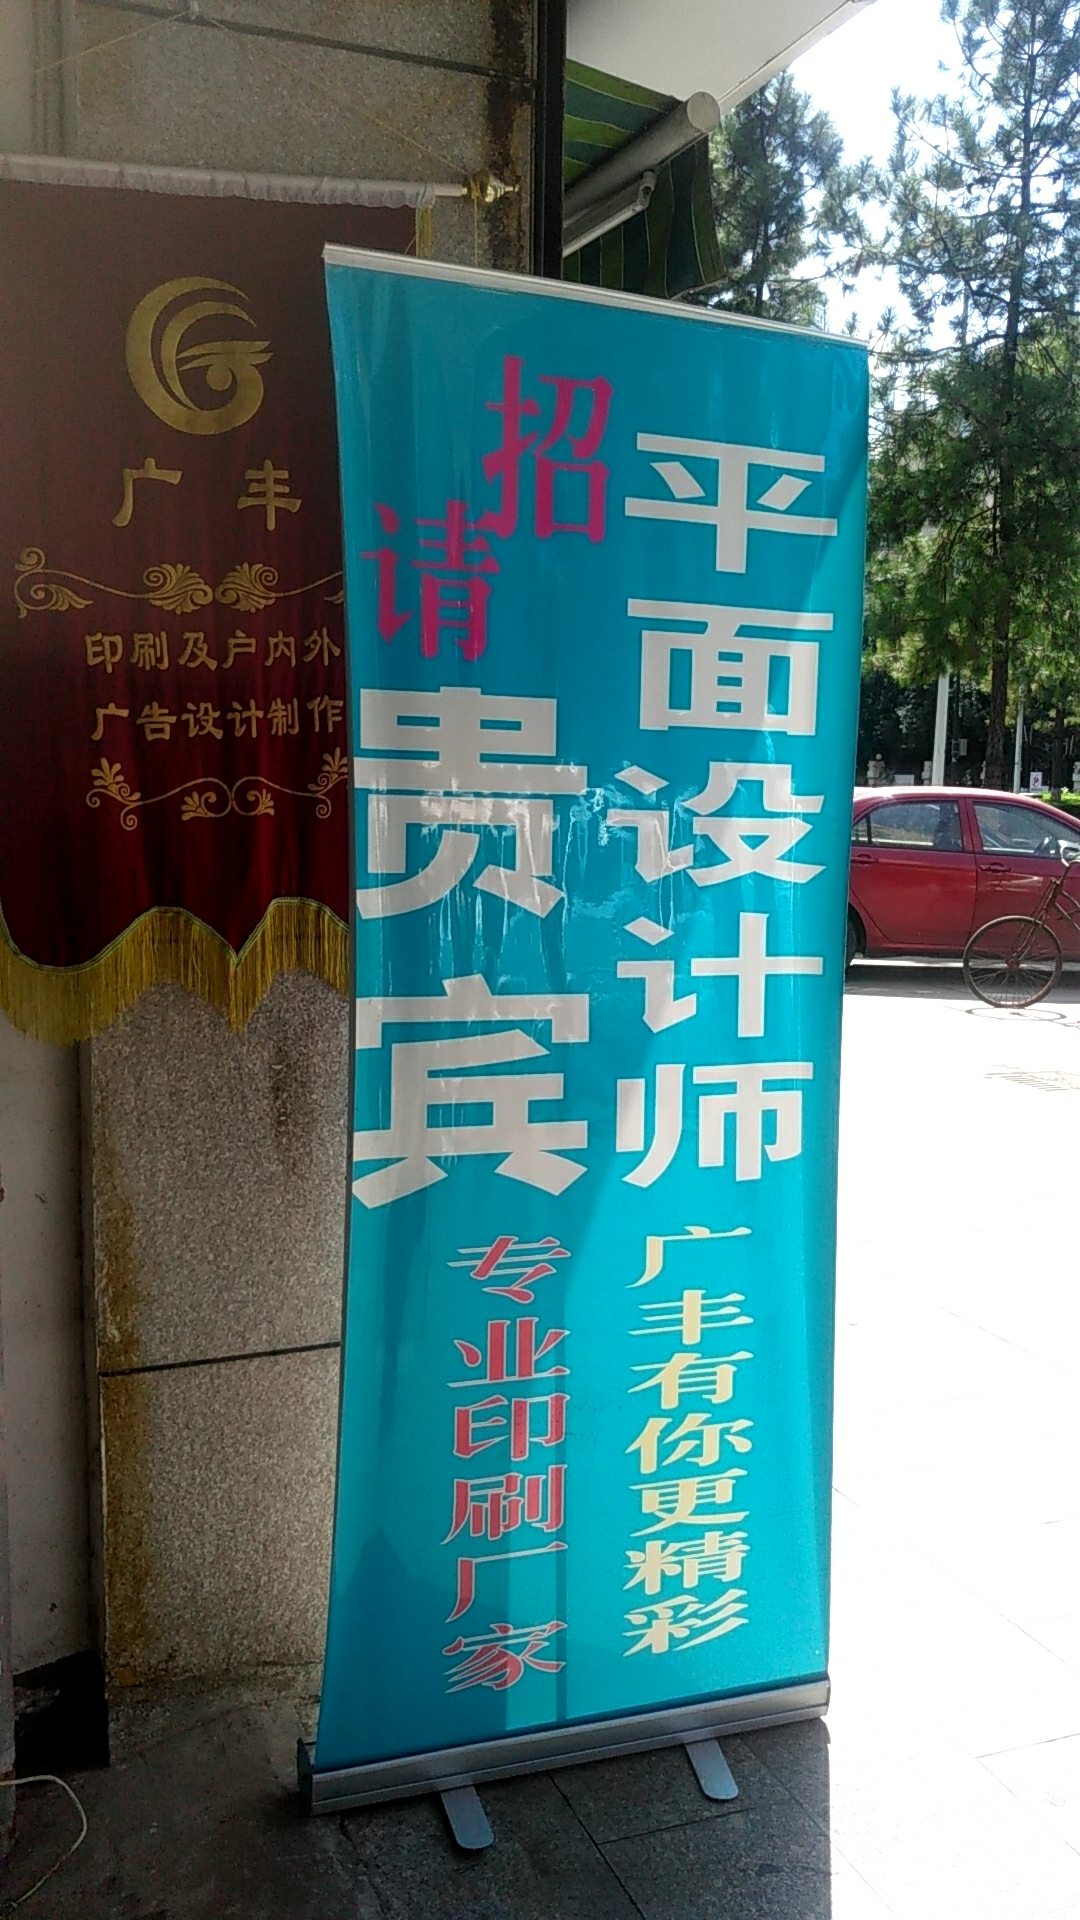 广丰
印刷及户内外
广告设计制作
招
请
平面设计师
贵宾
广丰有你更精彩
专业印刷厂家